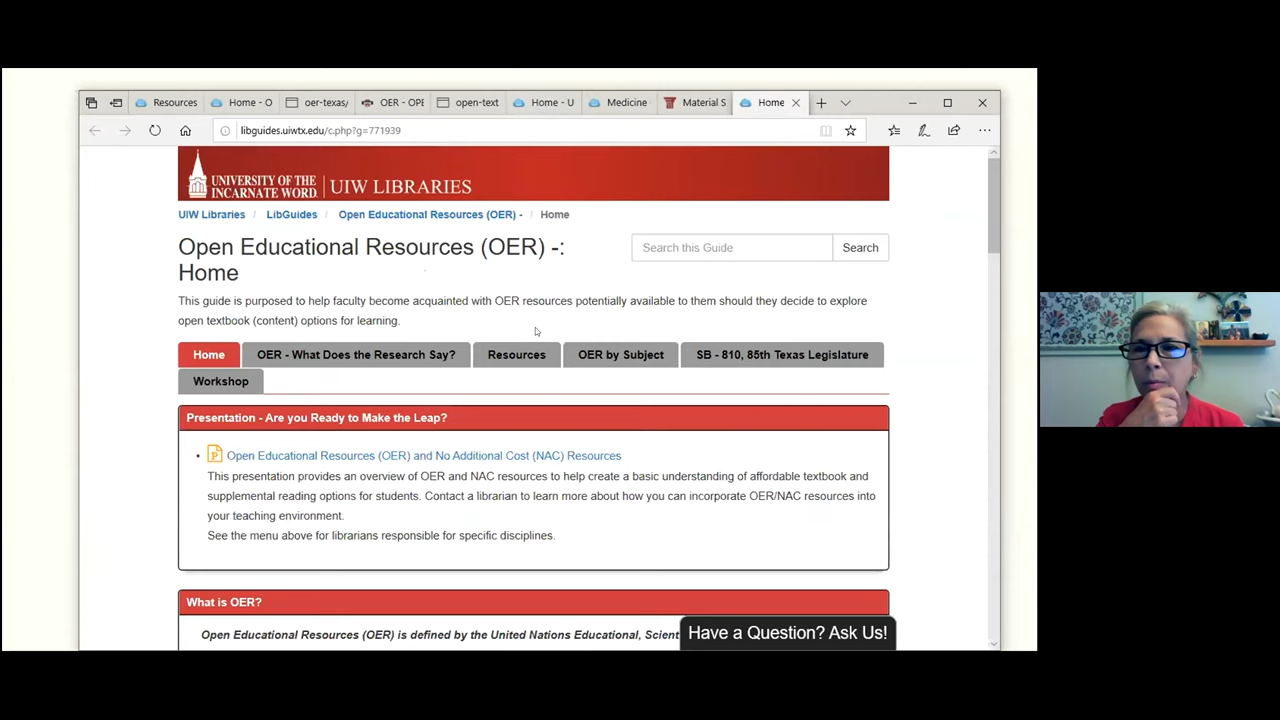 Resources
Home - O
oer-texas/
OER - OPE
open-text
Home - U
Medicine
Material S
Home
libguides.uiwtx.edu/c.php?g=771939
UNIVERSITY OF THE
INCARNATE WORD
UIW LIBRARIES
UIW Libraries / LibGuides / Open Educational Resources (OER) - / Home
Open Educational Resources (OER) -:
Home
Search this Guide
Search
This guide is purposed to help faculty become acquainted with OER resources potentially available to them should they decide to explore
open textbook (content) options for learning.
Home
OER - What Does the Research Say?
Resources
OER by Subject
SB - 810, 85th Texas Legislature
Workshop
Presentation - Are you Ready to Make the Leap?
• Open Educational Resources (OER) and No Additional Cost (NAC) Resources
This presentation provides an overview of OER and NAC resources to help create a basic understanding of affordable textbook and
supplemental reading options for students. Contact a librarian to learn more about how you can incorporate OER/NAC resources into
your teaching environment.
See the menu above for librarians responsible for specific disciplines.
What is OER?
Open Educational Resources (OER) is defined by the United Nations Educational, Scient
Have a Question? Ask Us!